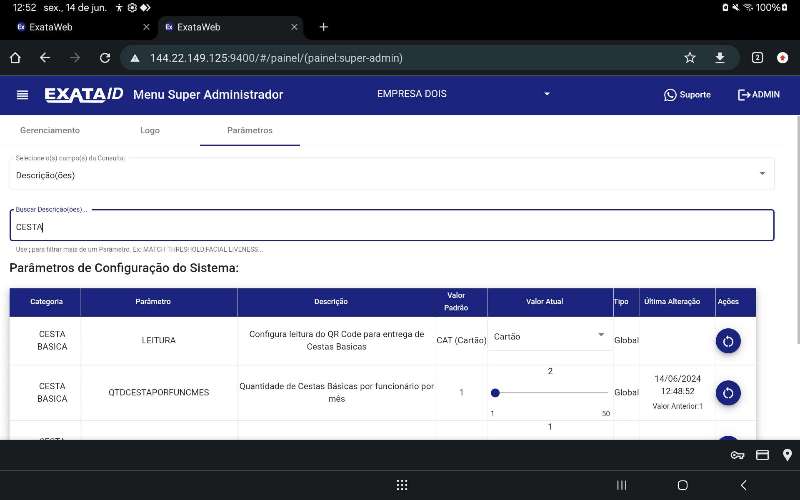 12:52 sex., 14 de jun. 100%
ExataWeb ExataWeb
144.22.149.125:9400/#/painel/(painel:super-admin) 2
EXATAID Menu Super Administrador EMPRESA DOIS Suporte ADMIN
Gerenciamento Logo Parâmetros
Selecione o(s) campo(s) da Consulta:
Descrição(ões)
Buscar Descrição(ões)...
CESTA
Use ; para filtrar mais de um Parâmetro. Ex: MATCH THRESHOLD;FACIAL LIVENESS...
Parâmetros de Configuração do Sistema:
Categoria Parâmetro Descrição Valor Padrão Valor Atual Tipo Última Alteração Ações
CESTA BASICA LEITURA Configura leitura do QR Code para entrega de Cestas Basicas CAT (Cartão) Cartão Global
CESTA BASICA QTDCESTAPORFUNCMES Quantidade de Cestas Básicas por funcionário por mês 1 2 1 50 Global 14/06/2024 12:48:52 Valor Anterior:1
1